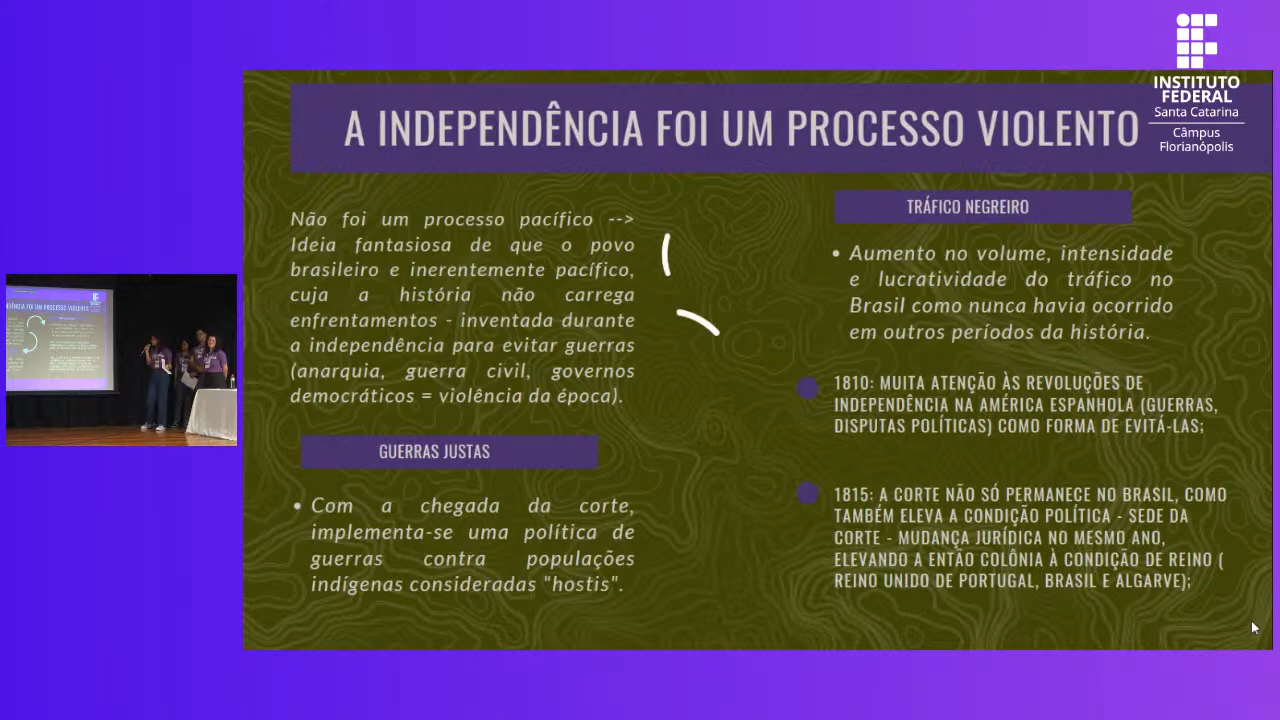 INSTITUTO
FEDERAL
Santa Catarina
Câmpus
Florianópolis
A INDEPENDÊNCIA FOI UM PROCESSO VIOLENTO
Não foi um processo pacífico -->
Ideia fantasiosa de que o povo
brasileiro e inerentemente pacífico,
cuja a história não carrega
enfrentamentos - inventada durante
a independência para evitar guerras
(anarquia, guerra civil, governos
democráticos = violência da época).
GUERRAS JUSTAS
• Com a chegada da corte,
implementa-se uma política de
guerras contra populações
indígenas consideradas "hostis".
TRÁFICO NEGREIRO
• Aumento no volume, intensidade
e lucratividade do tráfico no
Brasil como nunca havia ocorrido
em outros períodos da história.
1810: MUITA ATENÇÃO ÀS REVOLUÇÕES DE
INDEPENDÊNCIA NA AMÉRICA ESPANHOLA (GUERRAS,
DISPUTAS POLÍTICAS) COMO FORMA DE EVITÁ-LAS;
1815: A CORTE NÃO SÓ PERMANECE NO BRASIL, COMO
TAMBÉM ELEVA A CONDIÇÃO POLÍTICA - SEDE DA
CORTE - MUDANÇA JURÍDICA NO MESMO ANO,
ELEVANDO A ENTÃO COLÔNIA À CONDIÇÃO DE REINO (
REINO UNIDO DE PORTUGAL, BRASIL E ALGARVE);